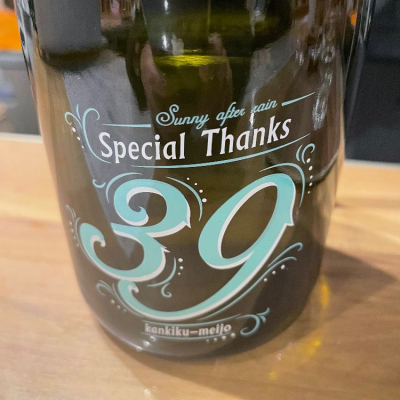 Sunny after rain
Special Thanks
39
kankiku-meijo